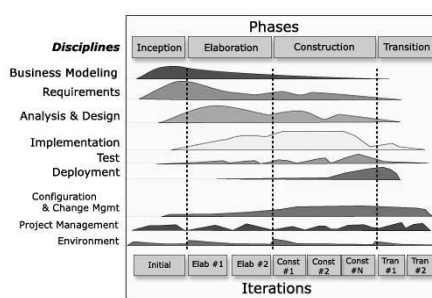 Phases
Disciplines Inception Elaboration Construction Transition
Business Modeling
Requirements
Analysis & Design
Implementation
Test
Deployment
Configuration
& Change Mgmt
Project Management
Environment
Initial Elab #1 Elab #2 Const #1 Const #2 Const #N Tran #1 Tran #2
Iterations